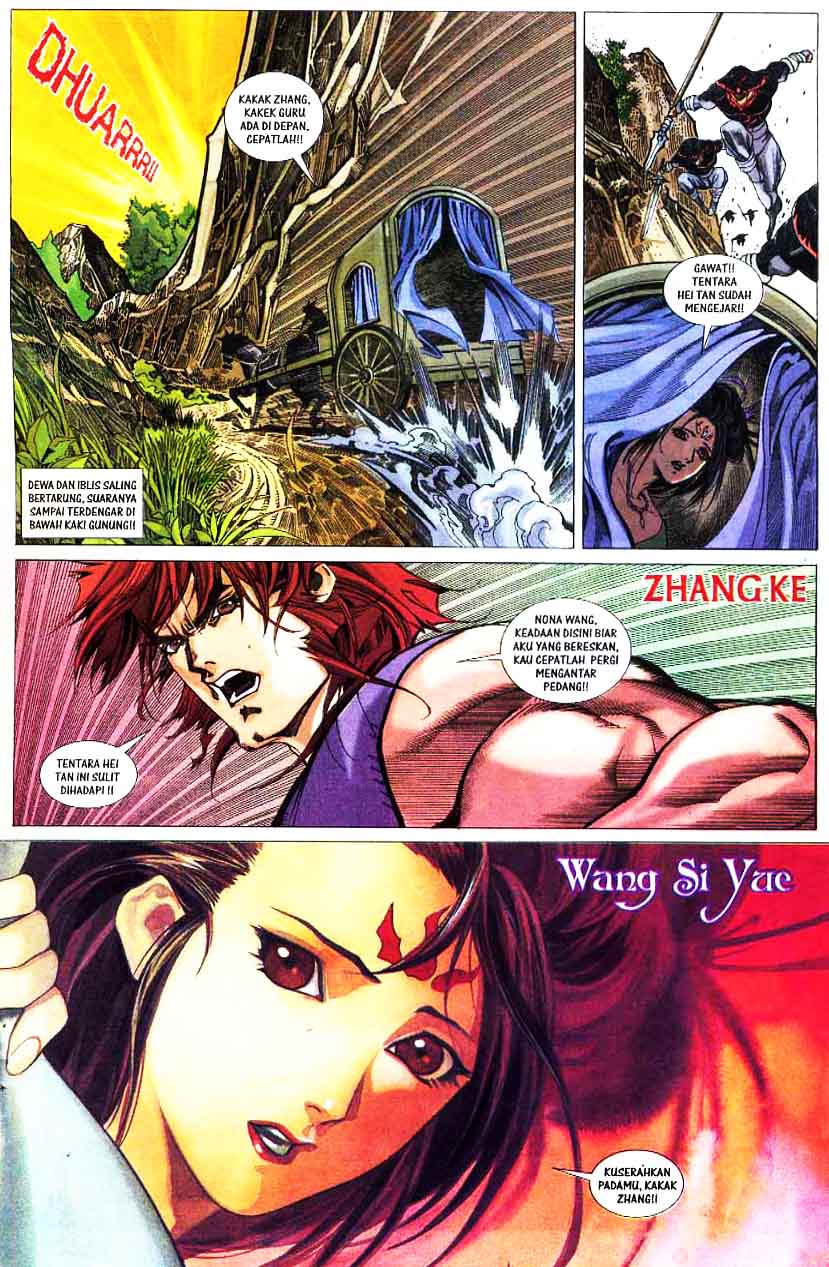 DHUARRR!!
KAKAK ZHANG,
KAKEK GURU
ADA DI DEPAN,
CEPATLAH!!
DEWA DAN IBLIS SALING
BERTARUNG, SUARANYA
SAMPAI TERDENGAR DI
BAWAH KAKI GUNUNG!!
GAWAT!!
TENTARA
HEI TAN SUDAH
MENGEJAR!!
ZHANG KE
NONA WANG,
KEADAAN DISINI BIAR
AKU YANG BERESKAN,
KAU CEPATLAH PERGI
MENGANTAR
PEDANG!!
TENTARA HEI
TAN INI SULIT
DIHADAPI !!
Wang Si Yue
KUSERAHKAN
PADAMU, KAKAK
ZHANG!!